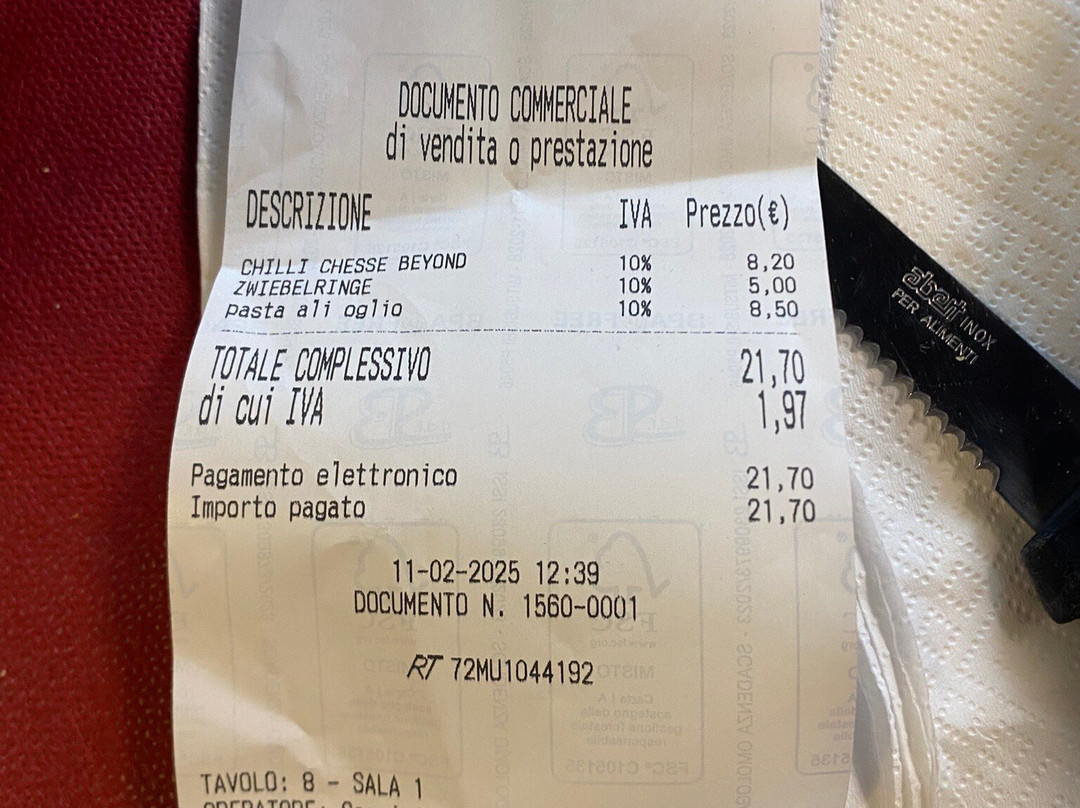 DOCUMENTO COMMERCIALE
di vendita o prestazione
DESCRIZIONE IVA Prezzo(€)
CHILLI CHESSE BEYOND 10% 8,20
ZWIEBELRINGE 10% 5,00
pasta ali oglio 10% 8,50
TOTALE COMPLESSIVO 21,70
di cui IVA 1,97
Pagamento elettronico 21,70
Importo pagato 21,70
11-02-2025 12:39
DOCUMENTO N. 1560-0001
RT 72MU1044192
TAVOLO: 8 - SALA 1
OPERATORE:
abert INOX
PER ALIMENTI